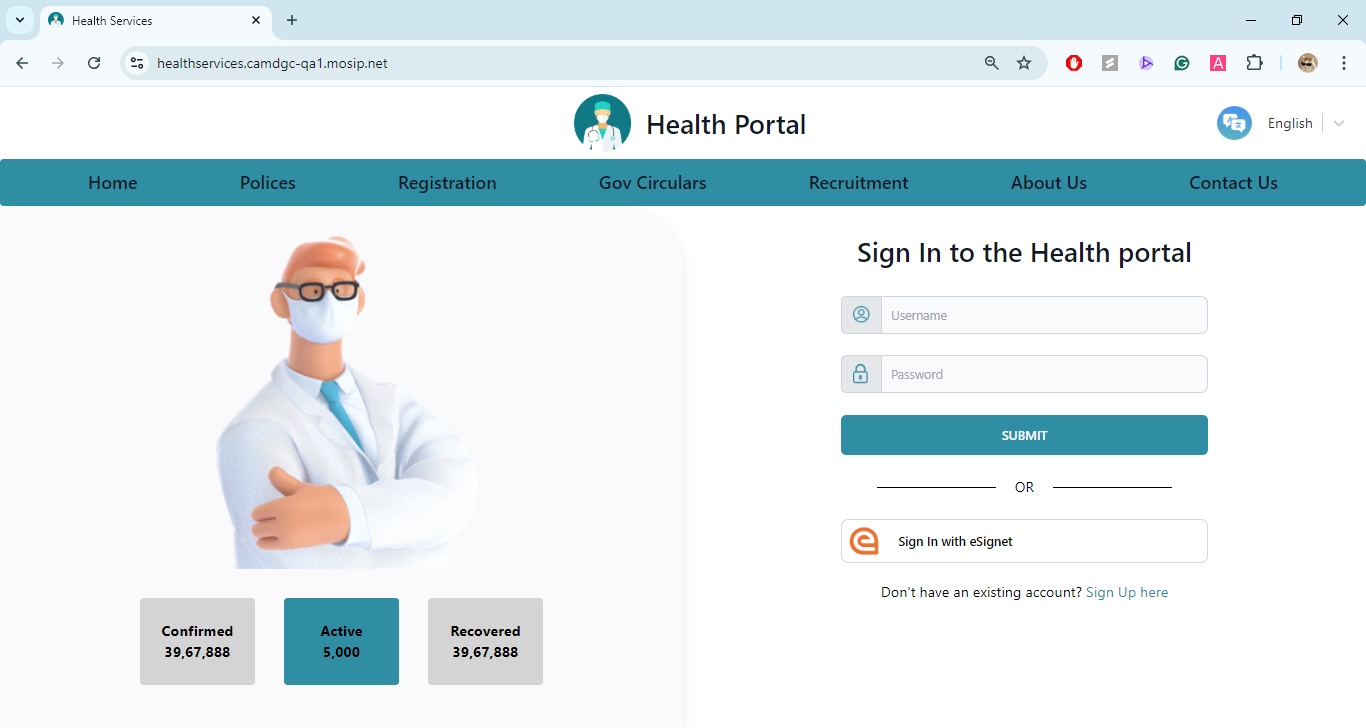 Health Services
healthservices.camdgc-qa1.mosip.net
A
Health Portal
English
Home Polices Registration Gov Circulars Recruitment About Us Contact Us
Sign In to the Health portal
Username
Password
SUBMIT
OR
Sign In with eSignet
Don't have an existing account? Sign Up here
Confirmed
39,67,888
Active
5,000
Recovered
39,67,888